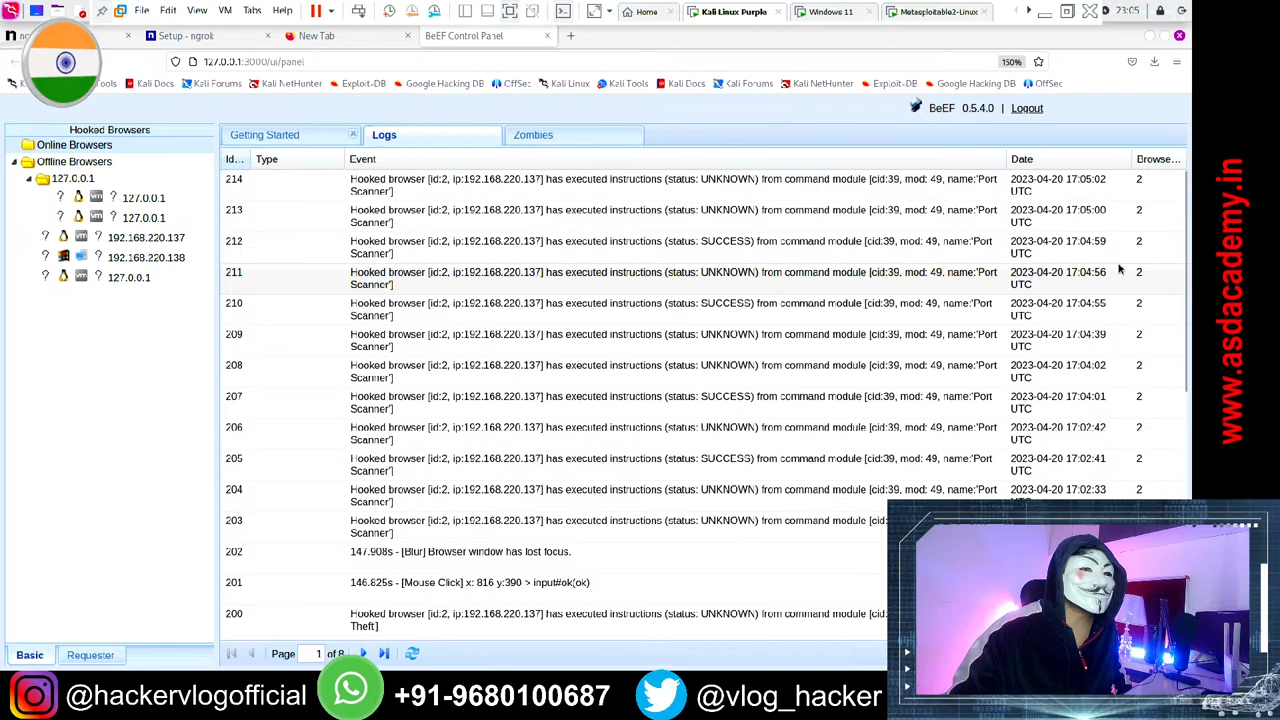 Edit View VM Tabs Help
Home
Kali Linux Purple
Windows 11
Metasploitable2-Linux
23:05
Setup - ngrok
New Tab
BeEF Control Panel
127.0.0.1:3000/ui/panel
150%
Kali Docs
Kali Forums
Kali NetHunter
Exploit-DB
Google Hacking DB
OffSec
Kali Linux
Kali Tools
Kali Docs
Kali Forums
Kali NetHunter
Exploit-DB
Google Hacking DB
OffSec
BeEF 0.5.4.0 | Logout
Hooked Browsers
Online Browsers
Offline Browsers
127.0.0.1
? ? 127.0.0.1
? ? 127.0.0.1
? ? 192.168.220.137
? ? 192.168.220.138
? ? 127.0.0.1
Basic
Requester
Getting Started
Logs
Zombies
Id... Type Event Date Browse...
214 Hooked browser [id:2, ip:192.168.220.137] has executed instructions (status: UNKNOWN) from command module [cid:39, mod: 49, name:'Port 2023-04-20 17:05:02 2
Scanner'] UTC
213 Hooked browser [id:2, ip:192.168.220.137] has executed instructions (status: UNKNOWN) from command module [cid:39, mod: 49, name:'Port 2023-04-20 17:05:00 2
Scanner'] UTC
212 Hooked browser [id:2, ip:192.168.220.137] has executed instructions (status: SUCCESS) from command module [cid:39, mod: 49, name:'Port 2023-04-20 17:04:59 2
Scanner'] UTC
211 Hooked browser [id:2, ip:192.168.220.137] has executed instructions (status: UNKNOWN) from command module [cid:39, mod: 49, name:'Port 2023-04-20 17:04:56 2
Scanner'] UTC
210 Hooked browser [id:2, ip:192.168.220.137] has executed instructions (status: SUCCESS) from command module [cid:39, mod: 49, name:'Port 2023-04-20 17:04:55 2
Scanner'] UTC
209 Hooked browser [id:2, ip:192.168.220.137] has executed instructions (status: UNKNOWN) from command module [cid:39, mod: 49, name:'Port 2023-04-20 17:04:39 2
Scanner'] UTC
208 Hooked browser [id:2, ip:192.168.220.137] has executed instructions (status: UNKNOWN) from command module [cid:39, mod: 49, name:'Port 2023-04-20 17:04:02 2
Scanner'] UTC
207 Hooked browser [id:2, ip:192.168.220.137] has executed instructions (status: SUCCESS) from command module [cid:39, mod: 49, name:'Port 2023-04-20 17:04:01 2
Scanner'] UTC
206 Hooked browser [id:2, ip:192.168.220.137] has executed instructions (status: UNKNOWN) from command module [cid:39, mod: 49, name:'Port 2023-04-20 17:02:42 2
Scanner'] UTC
205 Hooked browser [id:2, ip:192.168.220.137] has executed instructions (status: SUCCESS) from command module [cid:39, mod: 49, name:'Port 2023-04-20 17:02:41 2
Scanner'] UTC
204 Hooked browser [id:2, ip:192.168.220.137] has executed instructions (status: UNKNOWN) from command module [cid:39, mod: 49, name:'Port 2023-04-20 17:02:33 2
Scanner']
203 Hooked browser [id:2, ip:192.168.220.137] has executed instructions (status: UNKNOWN) from command module
Scanner']
202 147.908s - [Blur] Browser window has lost focus.
201 146.825s - [Mouse Click] x: 816 y:390 > input#ok(ok)
200 Hooked browser [id:2, ip:192.168.220.137] has executed instructions (status: UNKNOWN) from command module
Theft ]
Page 1 of 8
www.asdacademy.in
@hackervlogofficial
+91-9680100687
@vlog_hacker